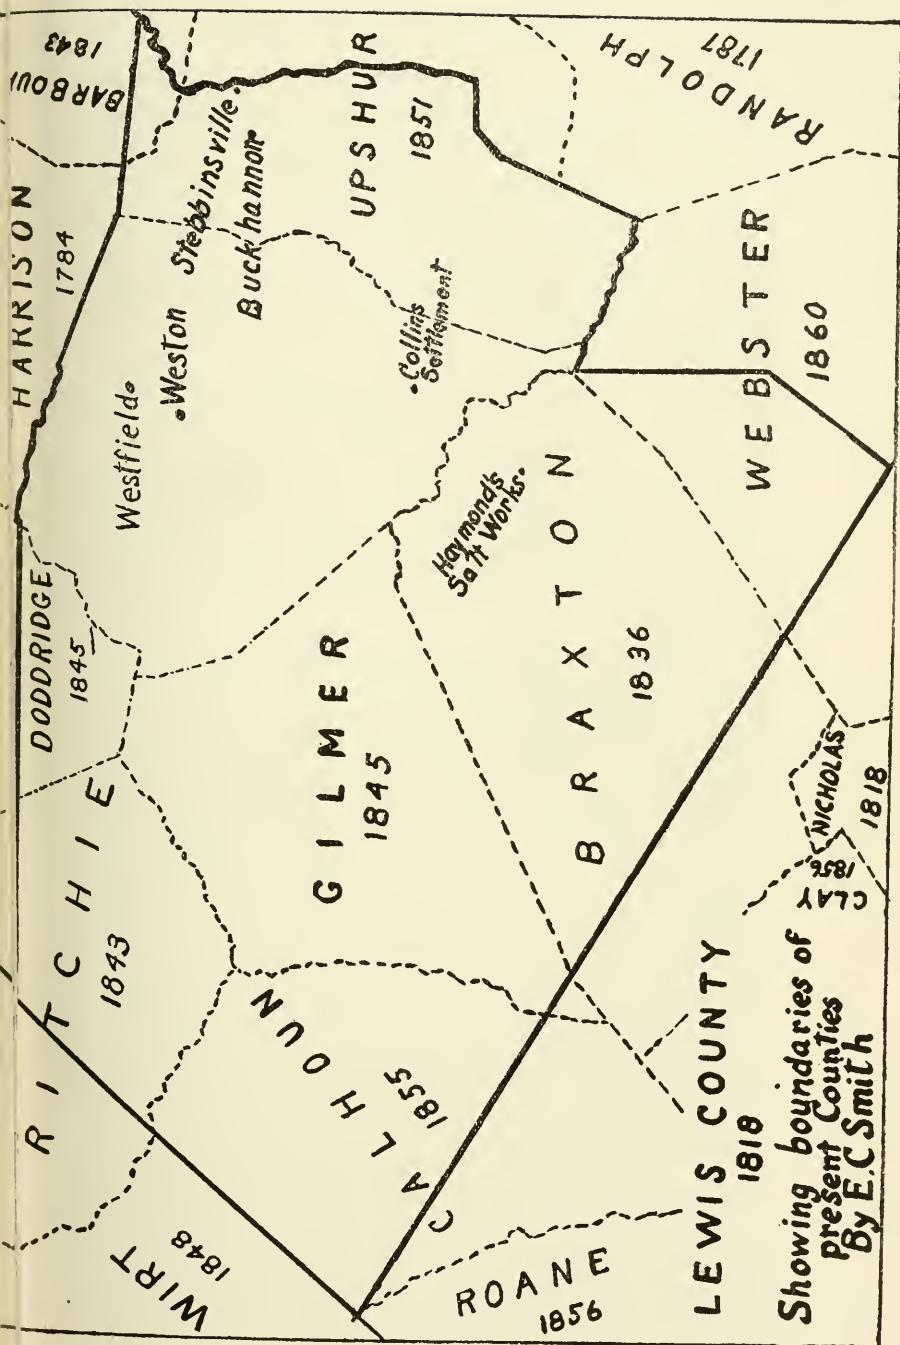 BARBOU
1843
HARRISON
1784
DODDRIDGE
1845
RITCHIE
1843
WIRT
1848
Stebbinsville
Buckhannon
Weston
Westfield
UPSHUR
1851
Collins
Settlement
RANDOLPH
1787
WEBSTER
1860
Haymond's
Salt Works
BRAXTON
1836
GILMER
1845
CALHOUN
1855
ROANE
1856
NICHOLAS
1818
CLAY
1856
LEWIS COUNTY
1818
Showing boundaries of
present Counties
By E.C Smith